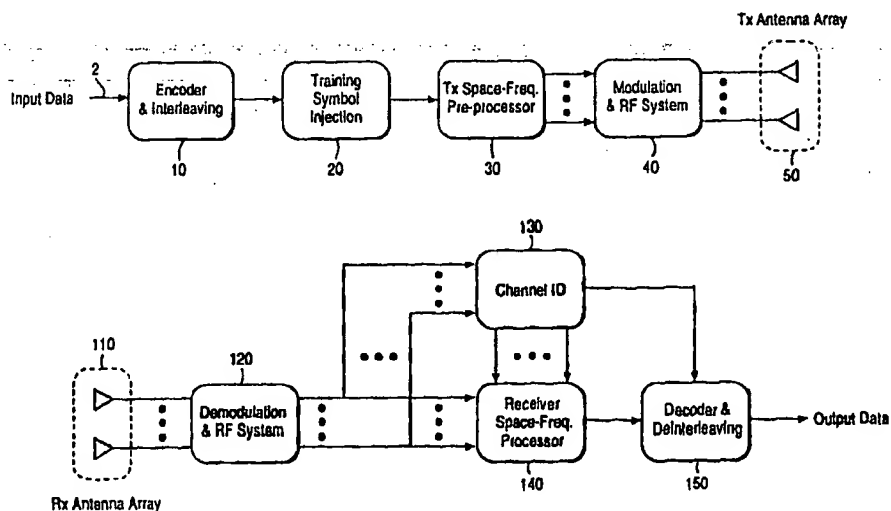 Tx Antenna Array
2
Input Data
Encoder
& Interleaving
10
Training
Symbol
Injection
20
Tx Space-Freq.
Pre-processor
30
Modulation
& RF System
40
50
130
Channel ID
110
120
Demodulation
& RF System
Receiver
Space-Freq.
Processor
140
Decoder &
Deinterleaving
150
Output Data
Rx Antenna Array